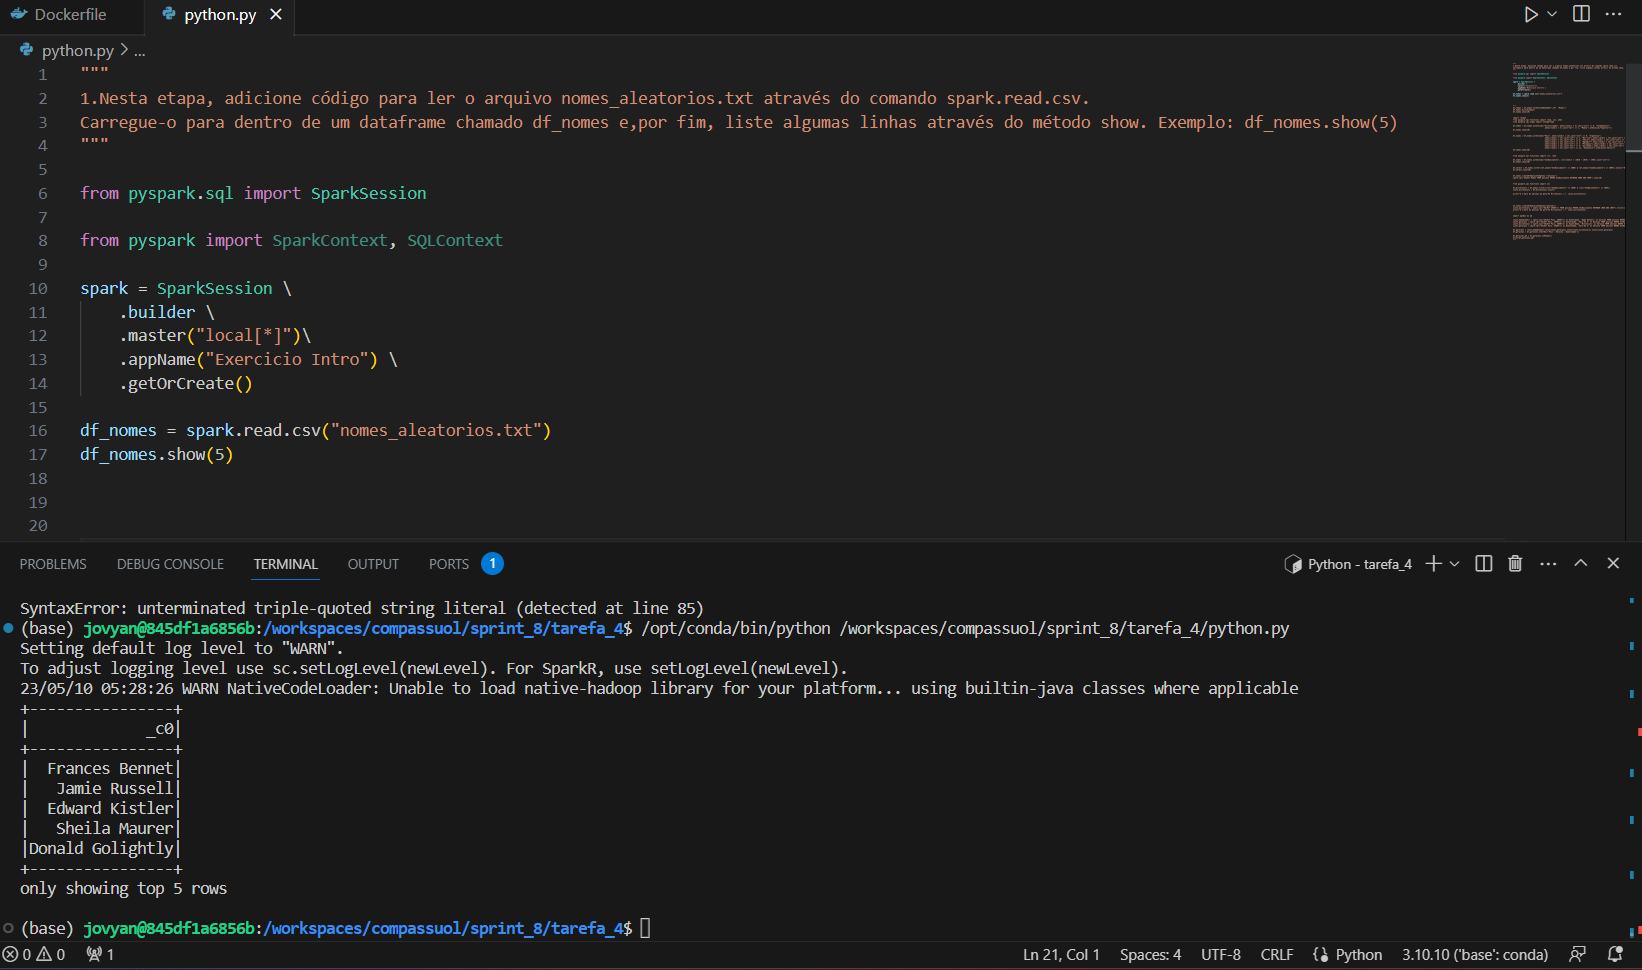 Dockerfile
python.py
python.py > ...
1 """
2 1.Nesta etapa, adicione código para ler o arquivo nomes_aleatorios.txt através do comando spark.read.csv.
3 Carregue-o para dentro de um dataframe chamado df_nomes e,por fim, liste algumas linhas através do método show. Exemplo: df_nomes.show(5)
4 """
5
6 from pyspark.sql import SparkSession
7
8 from pyspark import SparkContext, SQLContext
9
10 spark = SparkSession \
11 .builder \
12 .master("local[*]")\
13 .appName("Exercicio Intro") \
14 .getOrCreate()
15
16 df_nomes = spark.read.csv("nomes_aleatorios.txt")
17 df_nomes.show(5)
18
19
20
PROBLEMS DEBUG CONSOLE TERMINAL OUTPUT PORTS 1
Python - tarefa_4
SyntaxError: unterminated triple-quoted string literal (detected at line 85)
(base) jovyan@845df1a6856b:/workspaces/compassuol/sprint_8/tarefa_4$ /opt/conda/bin/python /workspaces/compassuol/sprint_8/tarefa_4/python.py
Setting default log level to "WARN".
To adjust logging level use sc.setLogLevel(newLevel). For SparkR, use setLogLevel(newLevel).
23/05/10 05:28:26 WARN NativeCodeLoader: Unable to load native-hadoop library for your platform... using builtin-java classes where applicable
+----------------+
|             _c0|
+----------------+
|  Frances Bennet|
|   Jamie Russell|
|  Edward Kistler|
|   Sheila Maurer|
|Donald Golightly|
+----------------+
only showing top 5 rows
(base) jovyan@845df1a6856b:/workspaces/compassuol/sprint_8/tarefa_4$
0 0 1 Ln 21, Col 1 Spaces: 4 UTF-8 CRLF Python 3.10.10 ('base': conda)